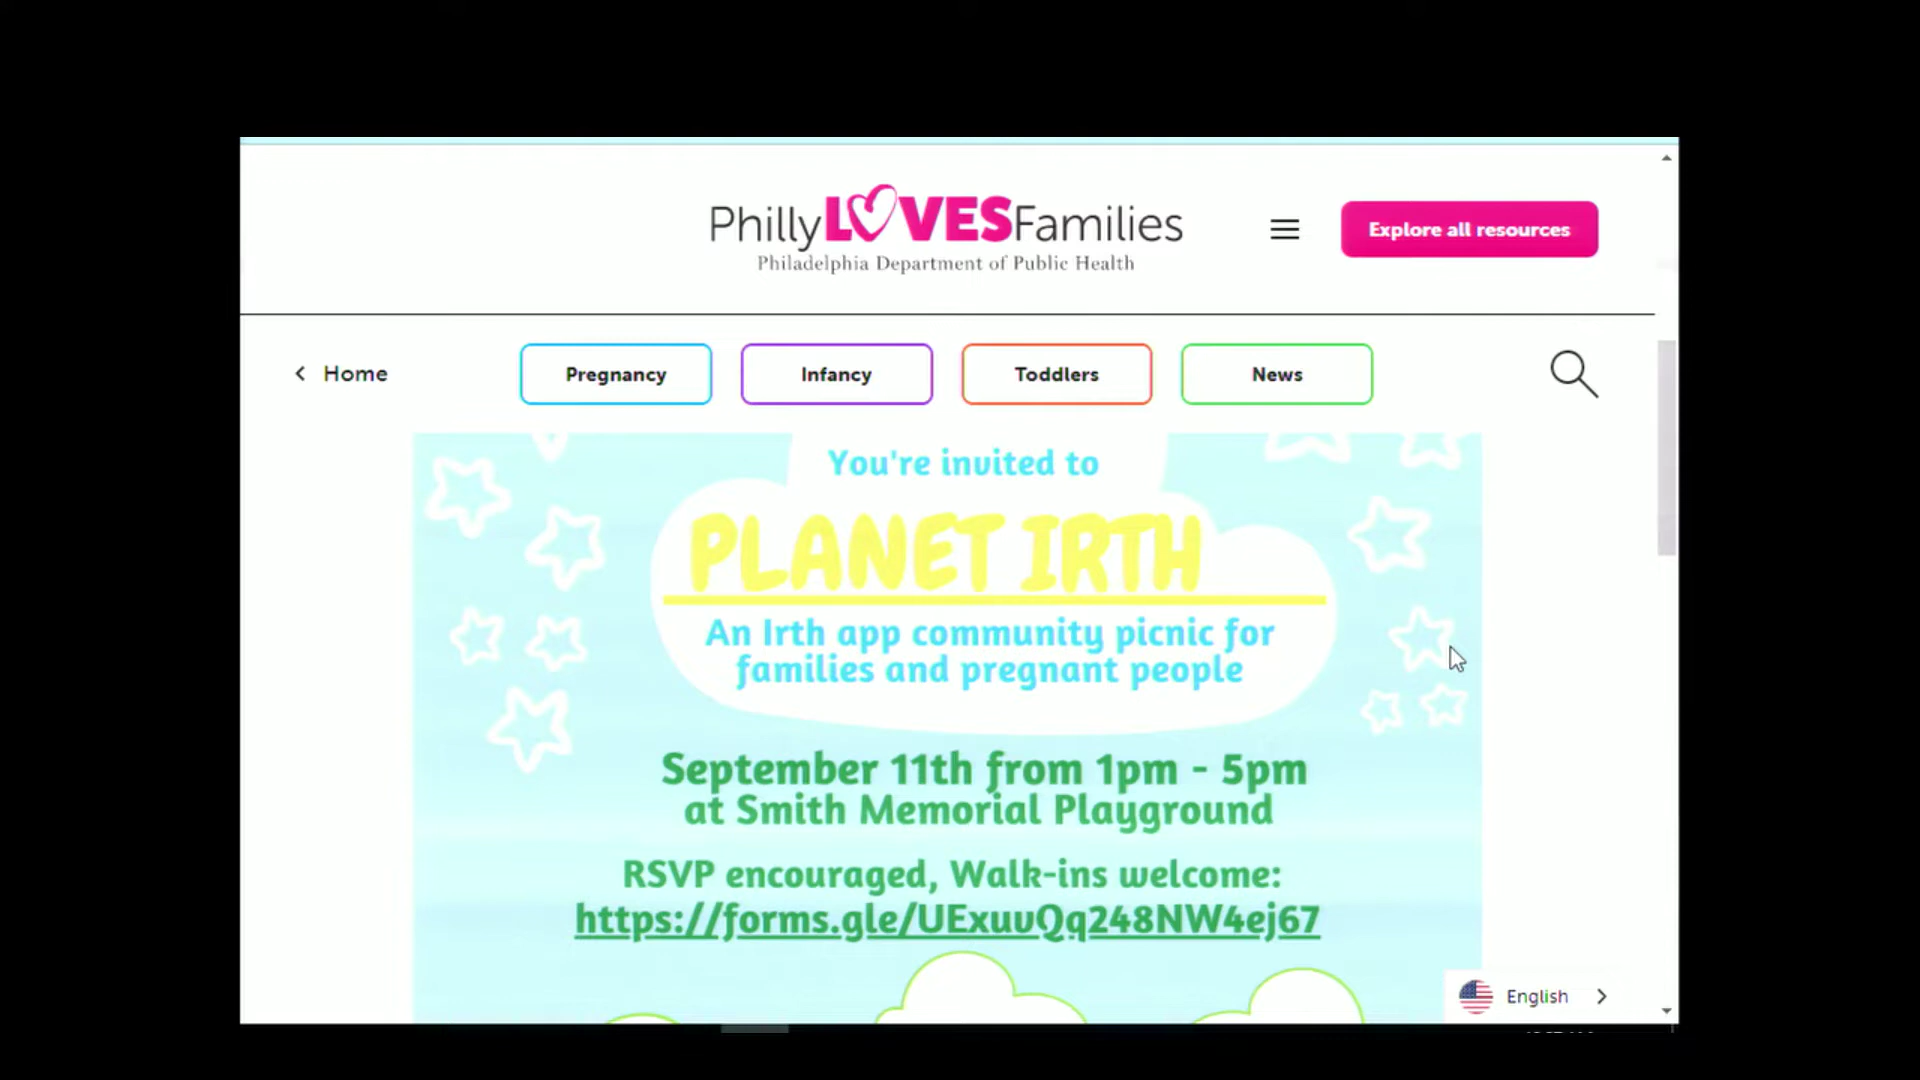 PhillyLOVESFamilies
Philadelphia Department of Public Health
Explore all resources
Home
Pregnancy
Infancy
Toddlers
News
You're invited to
PLANET IRTH
An Irth app community picnic for
families and pregnant people
September 11th from 1pm - 5pm
at Smith Memorial Playground
RSVP encouraged, Walk-ins welcome:
https://forms.gle/UExuvQq248NW4ej67
English